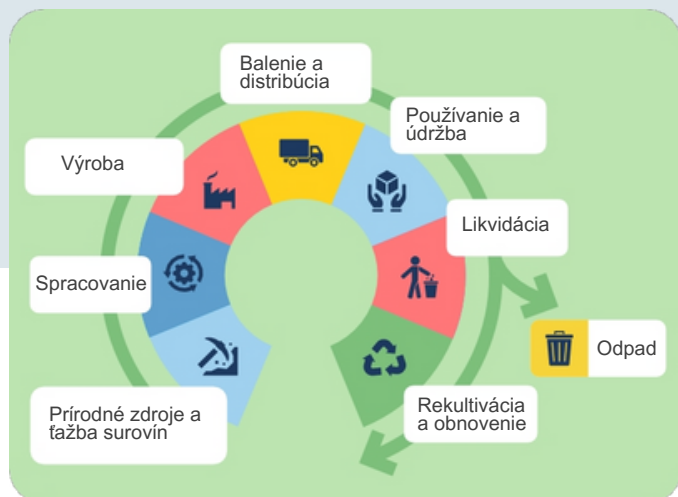 Balenie a
distribúcia
Používanie a
údržba
Výroba
Likvidácia
Spracovanie
Odpad
Prírodné zdroje a
ťažba surovín
Rekultivácia
a obnovenie